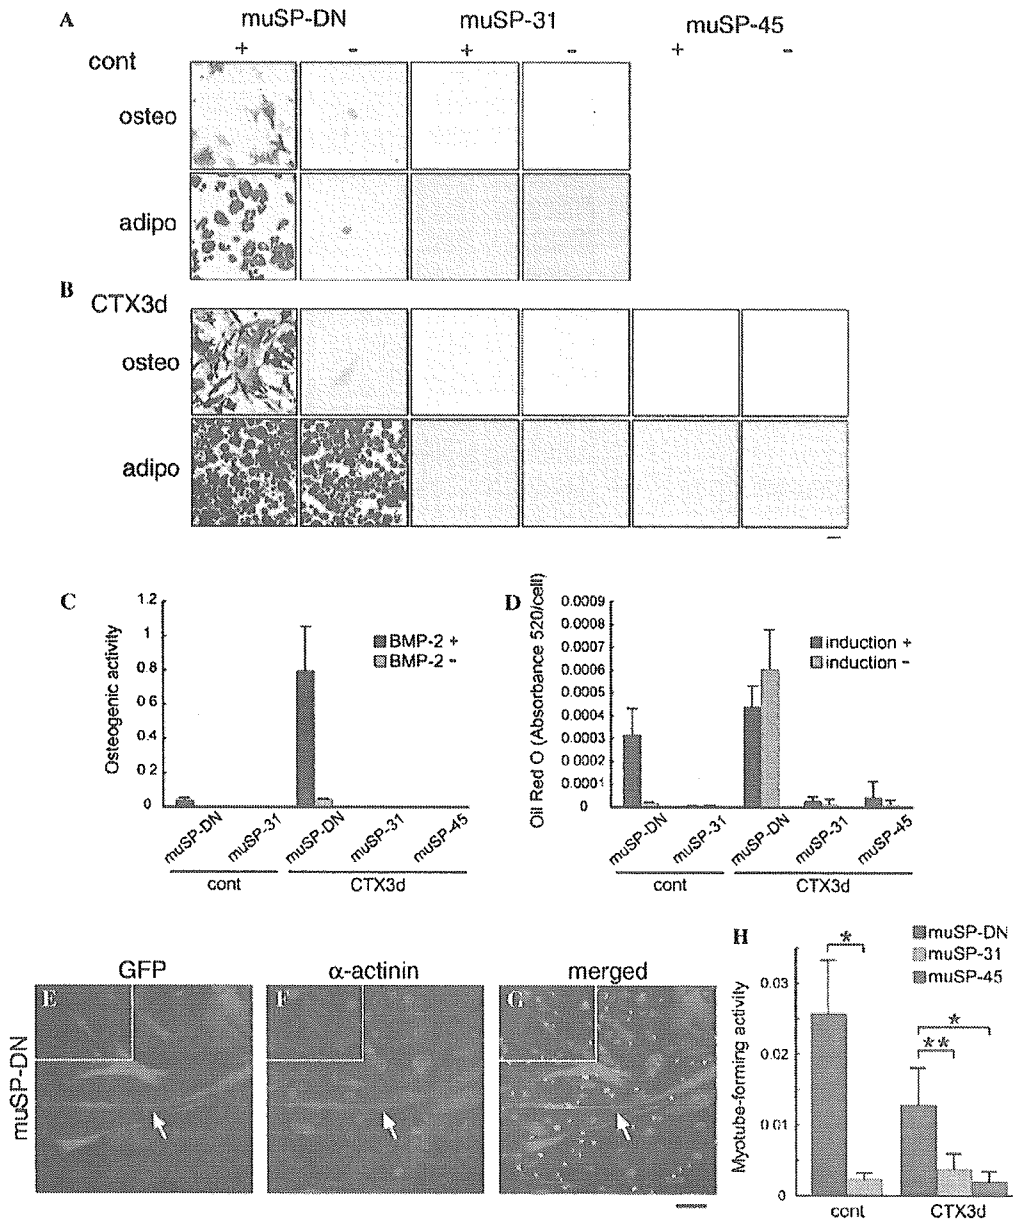 A
muSP-DN
muSP-31
muSP-45
+ - + - + -
cont
osteo
adipo
B
CTX3d
osteo
adipo
C
Osteogenic activity
1.2
1
0.8
0.6
0.4
0.2
0
BMP-2 +
BMP-2 -
muSP-DN
muSP-31
muSP-DN
muSP-31
muSP-45
cont
CTX3d
D
Oil Red O (Absorbance 520/cell)
0.0009
0.0008
0.0007
0.0006
0.0005
0.0004
0.0003
0.0002
0.0001
0
induction +
induction -
muSP-DN
muSP-31
muSP-DN
muSP-31
muSP-45
cont
CTX3d
muSP-DN
GFP
α-actinin
merged
E
F
G
H
muSP-DN
muSP-31
muSP-45
Myotube-forming activity
0.03
0.02
0.01
0
*
**
*
cont
CTX3d